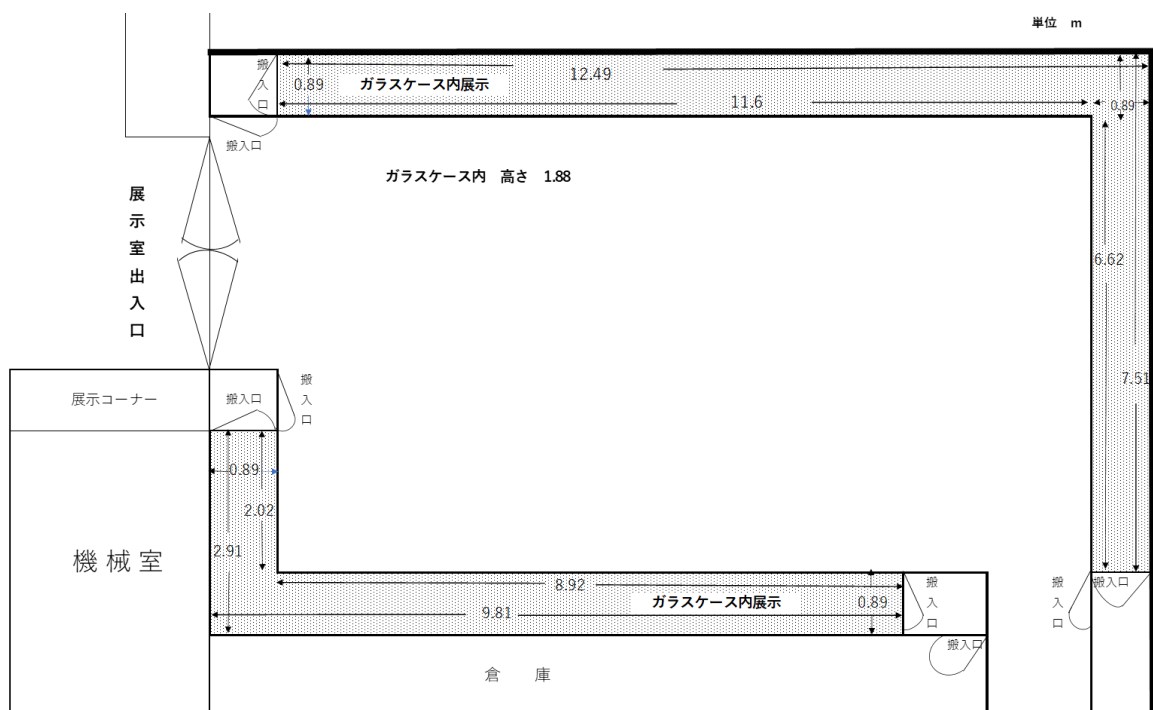 単位 m
搬入口
0.89
ガラスケース内展示
12.49
11.6
0.89
搬入口
ガラスケース内 高さ 1.88
展示室出入口
6.62
7.51
展示コーナー
搬入口
搬入口
0.89
2.02
2.91
機械室
8.92
9.81
ガラスケース内展示
0.89
搬入口
搬入口
搬入口
搬入口
倉 庫